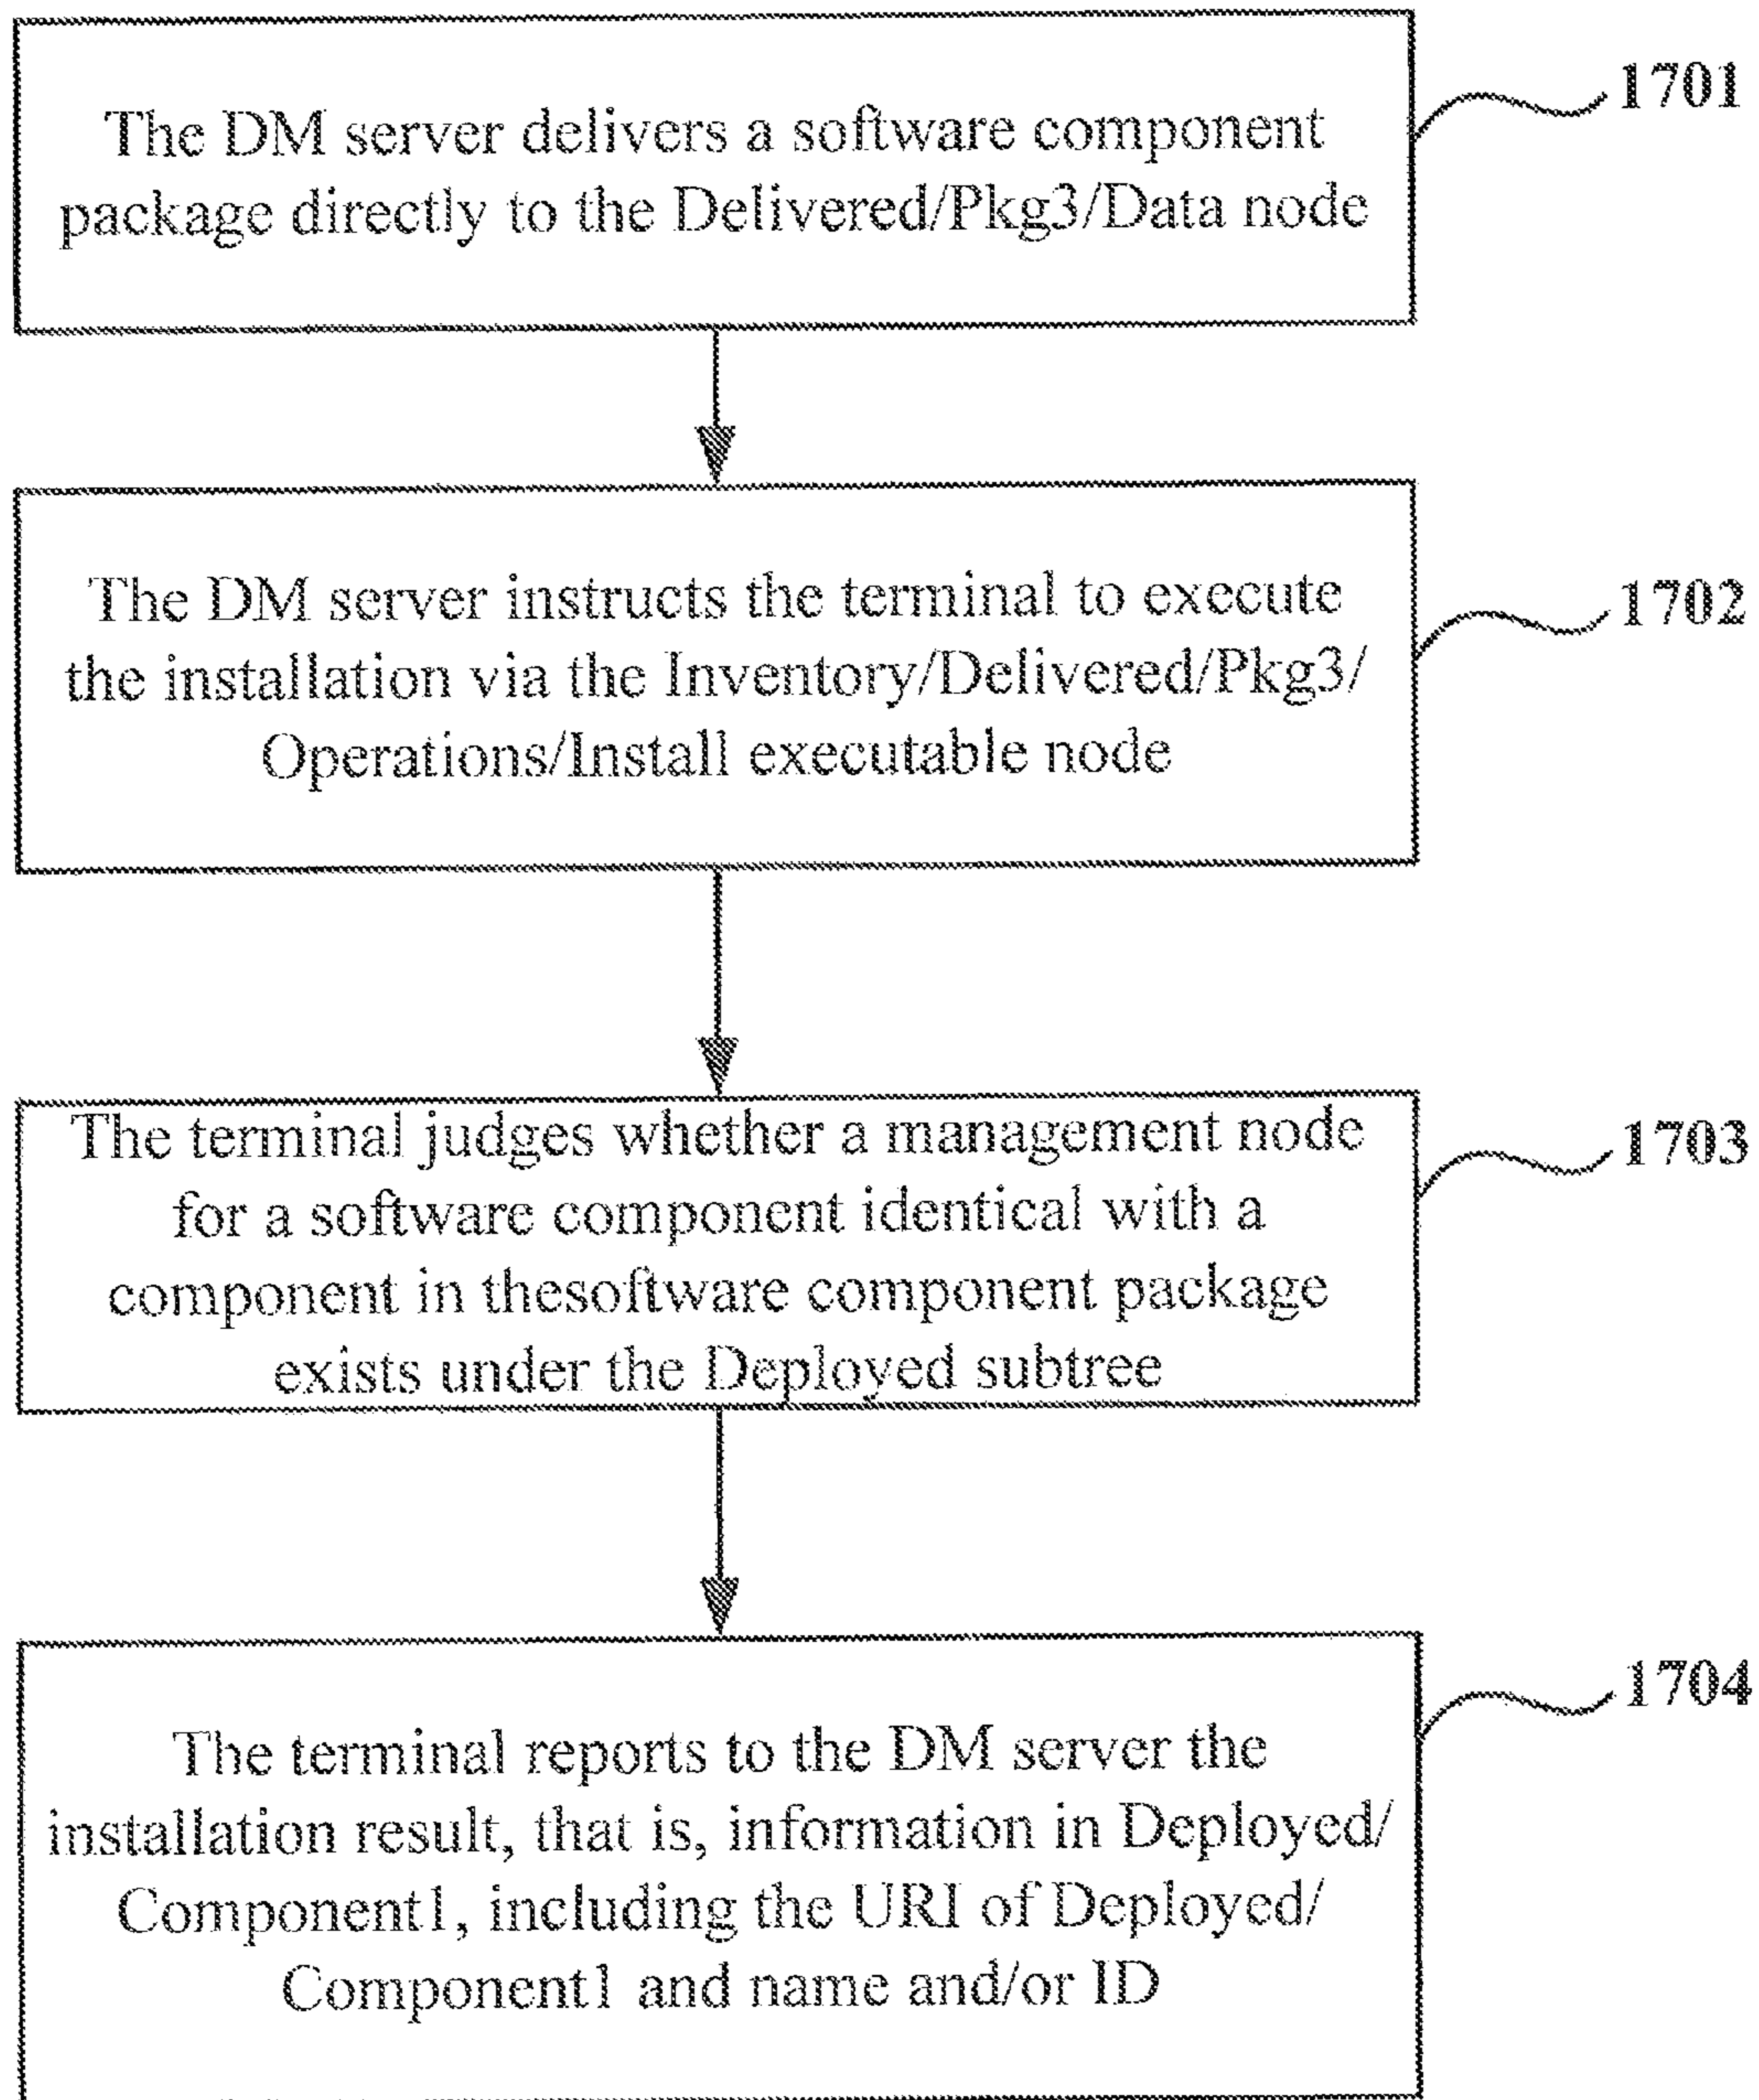 The DM server delivers a software component
package directly to the Delivered/Pkg3/Data node
1701
The DM server instructs the terminal to execute
the installation via the Inventory/Delivered/Pkg3/
Operations/Install executable node
1702
The terminal judges whether a management node
for a software component identical with a
component in thesoftware component package
exists under the Deployed subtree
1703
The terminal reports to the DM server the
installation result, that is, information in Deployed/
Component1, including the URI of Deployed/
Component1 and name and/or ID
1704